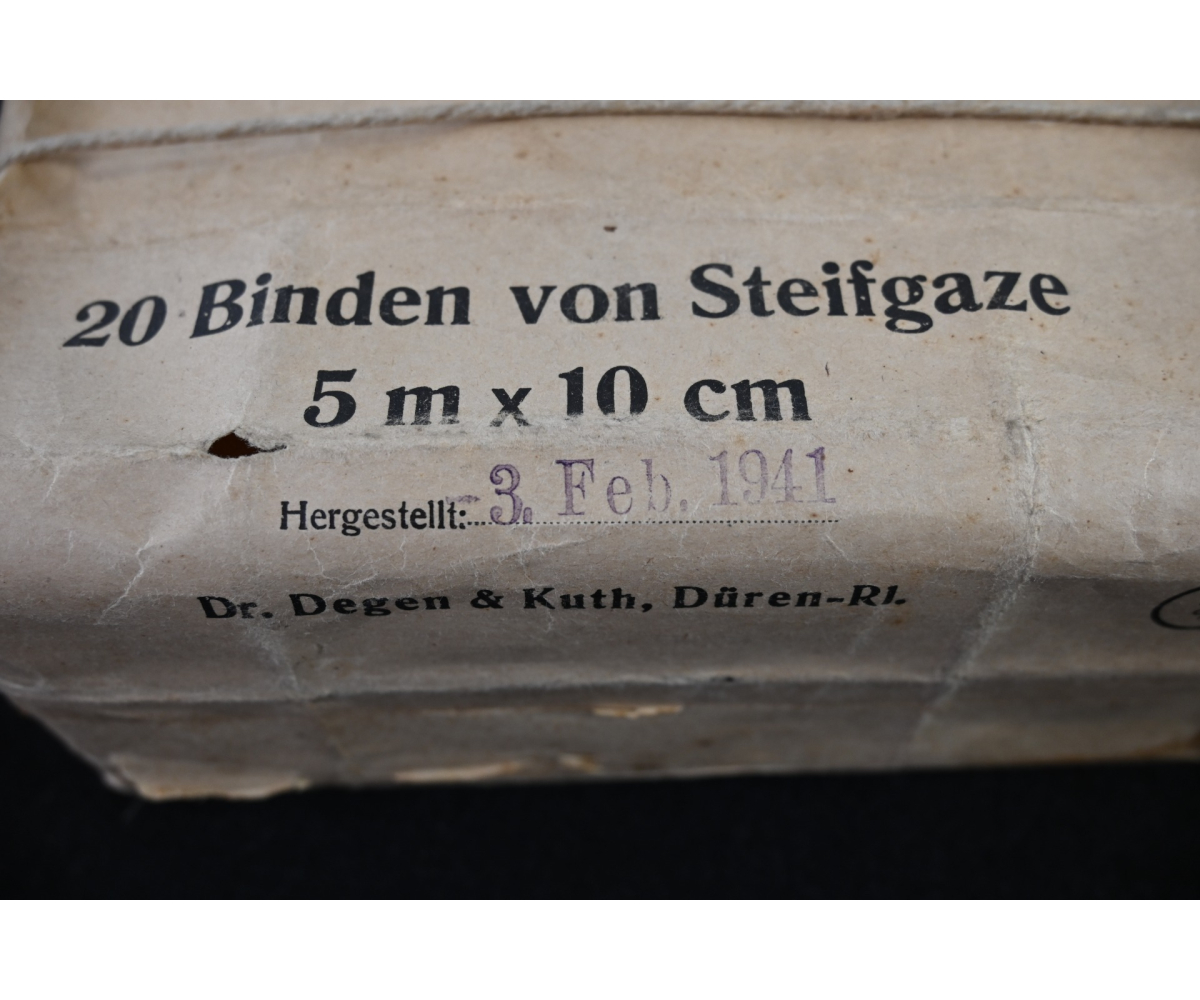 20 Binden von Steifgaze
5 m x 10 cm
Hergestellt: -3. Feb. 1941
Dr. Degen & Kuth, Düren-Rl.